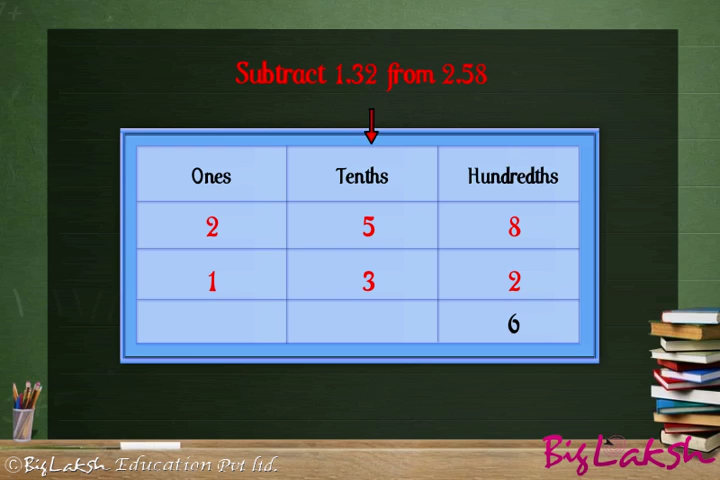 Subtract 1.32 from 2.58
Ones Tenths Hundredths
2 5 8
1 3 2
6
©BigLaksh Education Pvt ltd.
BigLaksh